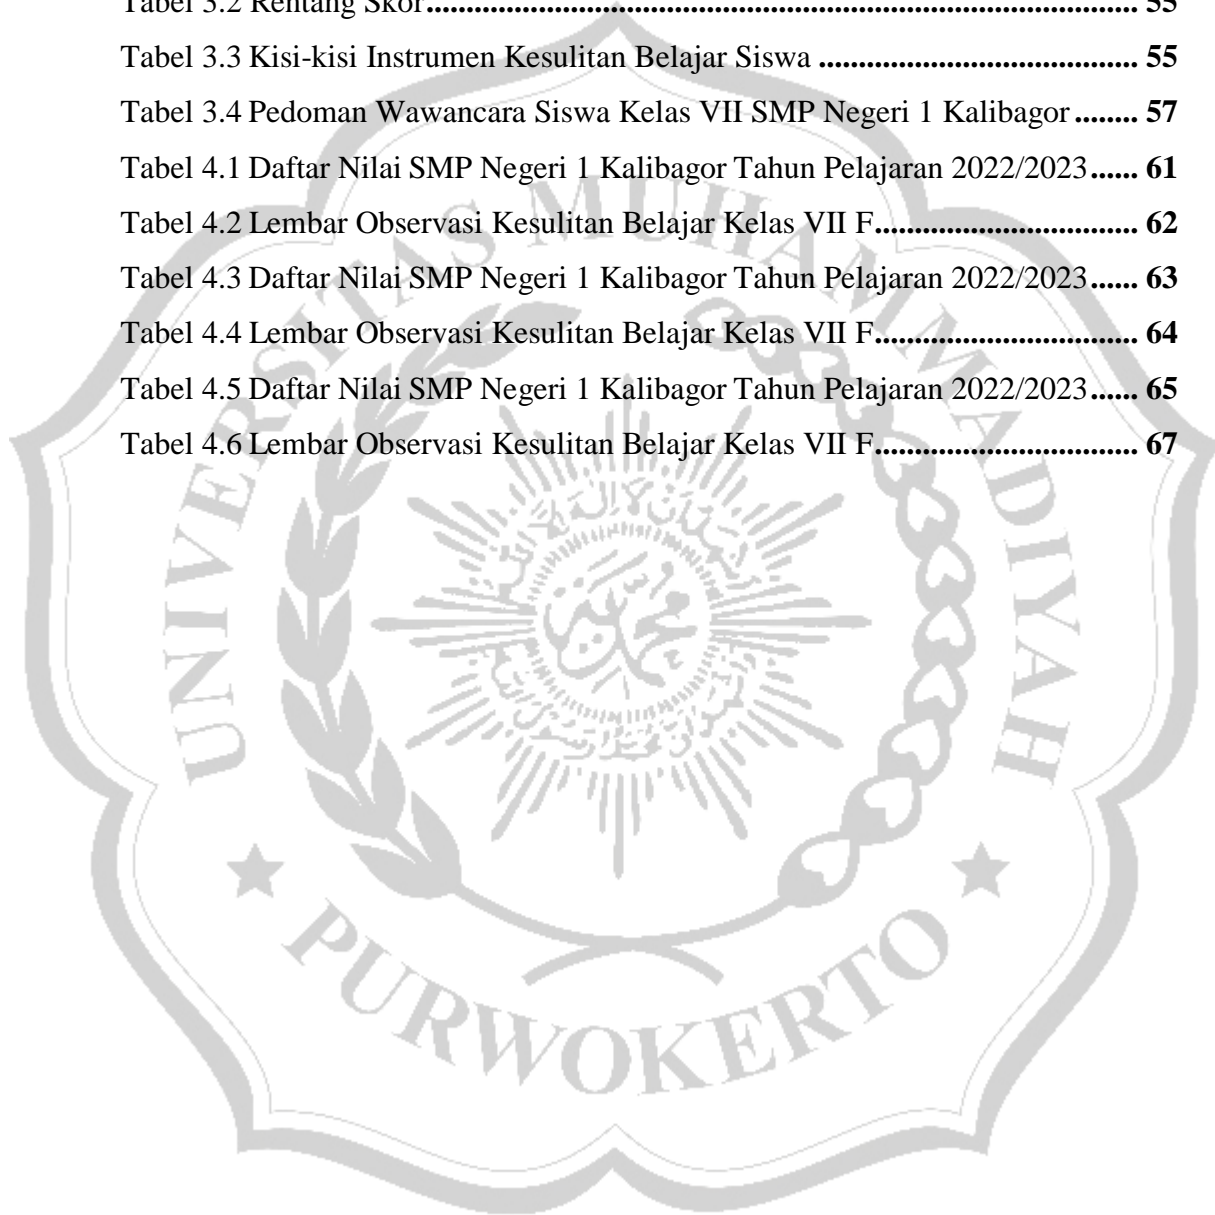 Tabel 3.2 Rentang Skor.......................................................................................... 55
Tabel 3.3 Kisi-kisi Instrumen Kesulitan Belajar Siswa ........................................ 55
Tabel 3.4 Pedoman Wawancara Siswa Kelas VII SMP Negeri 1 Kalibagor ........ 57
Tabel 4.1 Daftar Nilai SMP Negeri 1 Kalibagor Tahun Pelajaran 2022/2023...... 61
Tabel 4.2 Lembar Observasi Kesulitan Belajar Kelas VII F................................. 62
Tabel 4.3 Daftar Nilai SMP Negeri 1 Kalibagor Tahun Pelajaran 2022/2023...... 63
Tabel 4.4 Lembar Observasi Kesulitan Belajar Kelas VII F................................. 64
Tabel 4.5 Daftar Nilai SMP Negeri 1 Kalibagor Tahun Pelajaran 2022/2023...... 65
Tabel 4.6 Lembar Observasi Kesulitan Belajar Kelas VII F................................. 67
UNIVERSITAS MUHAMMADIYAH
PURWOKERTO